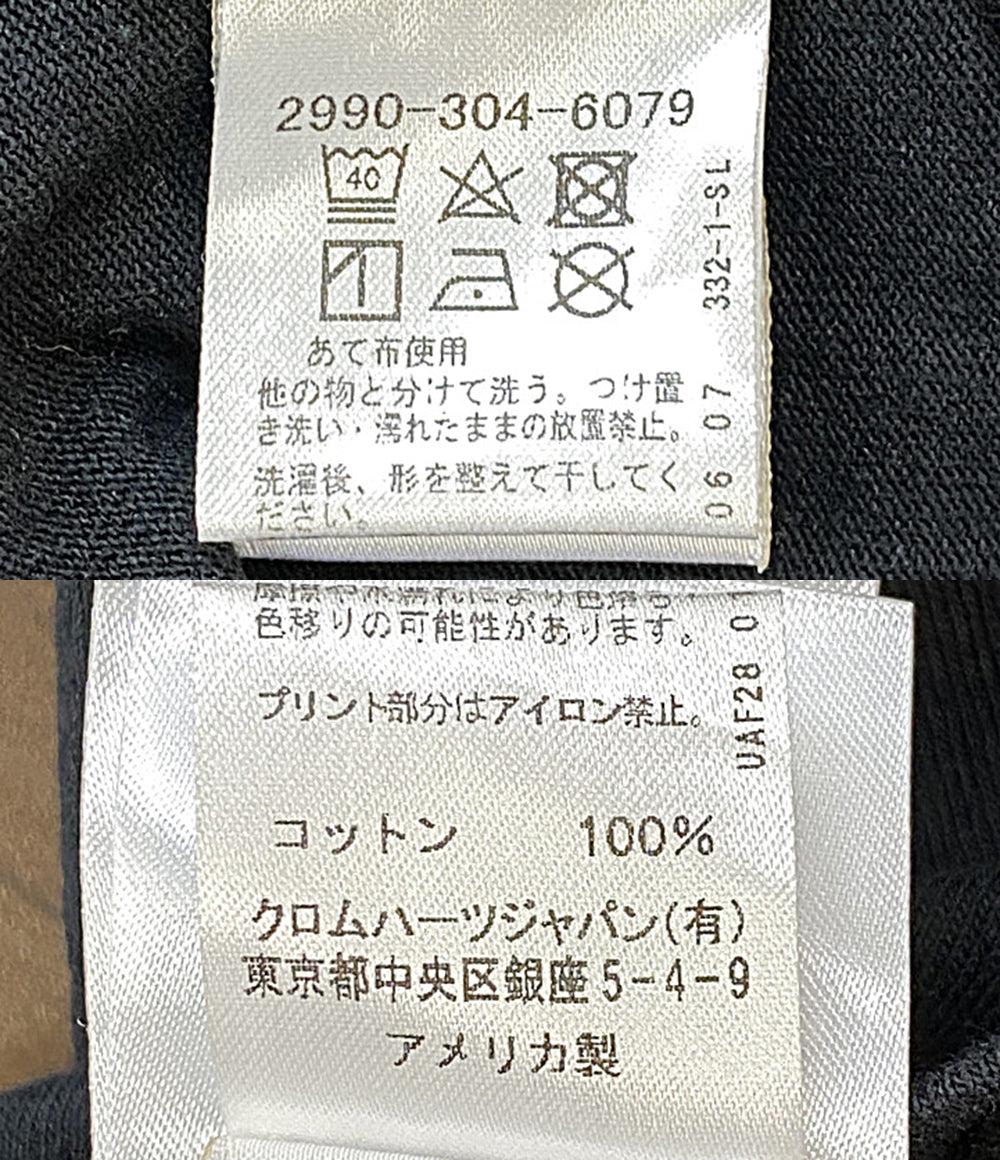 2990-304-6079
40
あて布使用
他の物と分けて洗う。つけ置
き洗い・濡れたままの放置禁止。
洗濯後、形を整えて干してく
ださい。
332-1-SL
06 07
色移りの可能性があります。
プリント部分はアイロン禁止。
UAF28
コットン 100%
クロムハーツジャパン(有)
東京都中央区銀座5-4-9
アメリカ製